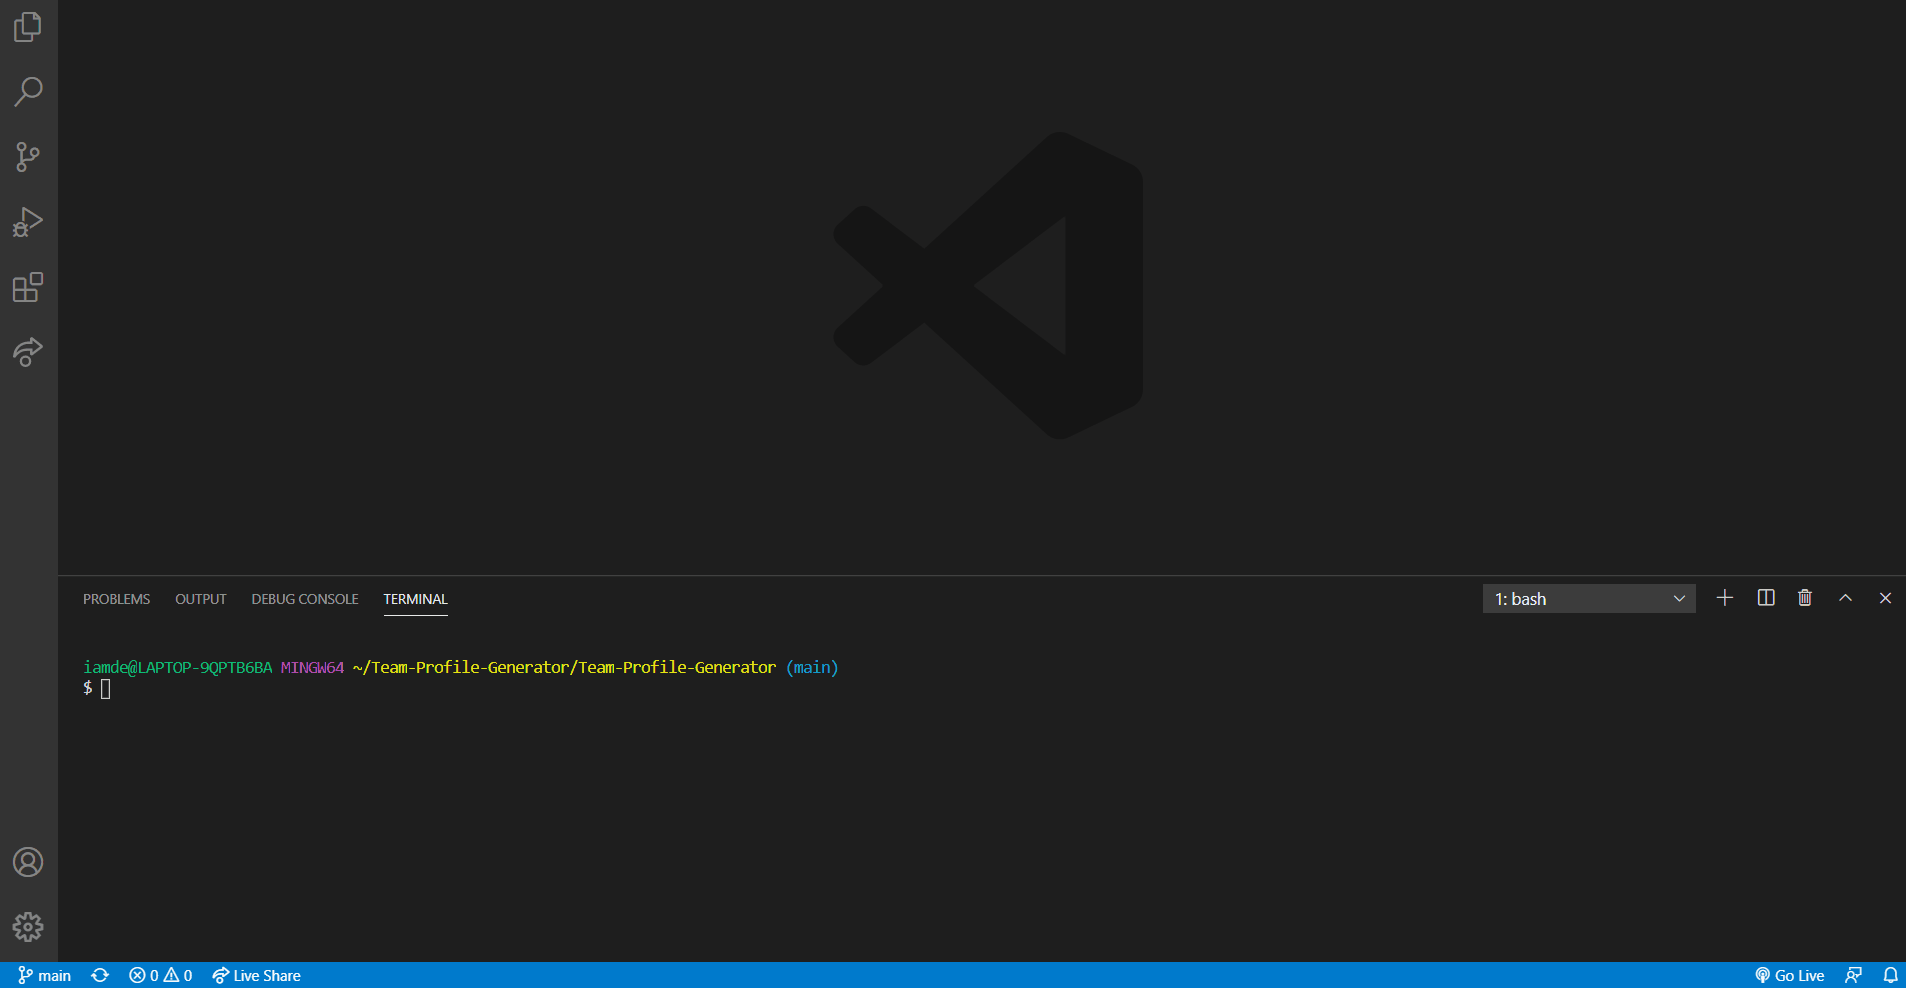 PROBLEMS OUTPUT DEBUG CONSOLE TERMINAL 1: bash
iamde@LAPTOP-9QPTB6BA MINGW64 ~/Team-Profile-Generator/Team-Profile-Generator (main)
$
main 0 0 Live Share Go Live